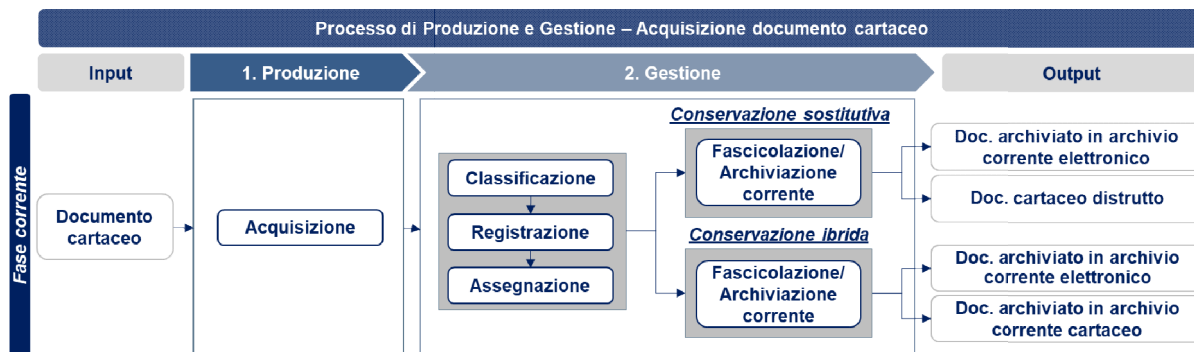 Processo di Produzione e Gestione – Acquisizione documento cartaceo
Input
1. Produzione
2. Gestione
Output
Fase corrente
Documento
cartaceo
Acquisizione
Classificazione
Registrazione
Assegnazione
Conservazione sostitutiva
Fascicolazione/
Archiviazione
corrente
Conservazione ibrida
Fascicolazione/
Archiviazione
corrente
Doc. archiviato in archivio
corrente elettronico
Doc. cartaceo distrutto
Doc. archiviato in archivio
corrente elettronico
Doc. archiviato in archivio
corrente cartaceo